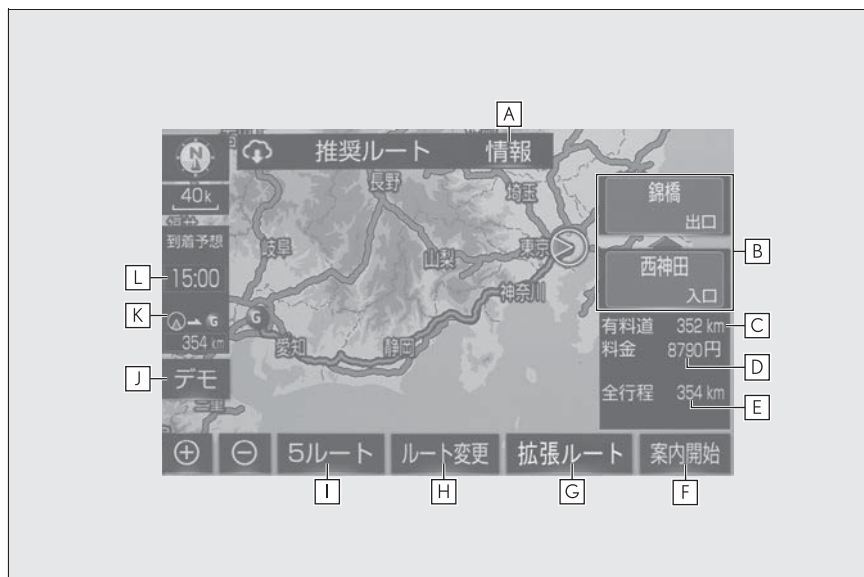 A
推奨ルート 情報
N
40k
長野
埼玉
錦橋
出口
B
西神田
入口
到着予想
L
15:00
岐阜
山梨
東京
神奈川
K
G
354 km
G
愛知
静岡
有料道 352 km
C
料金 8790円
D
全行程 354 km
E
J
デモ
三重
5ルート
ルート変更
拡張ルート
案内開始
I
H
G
F